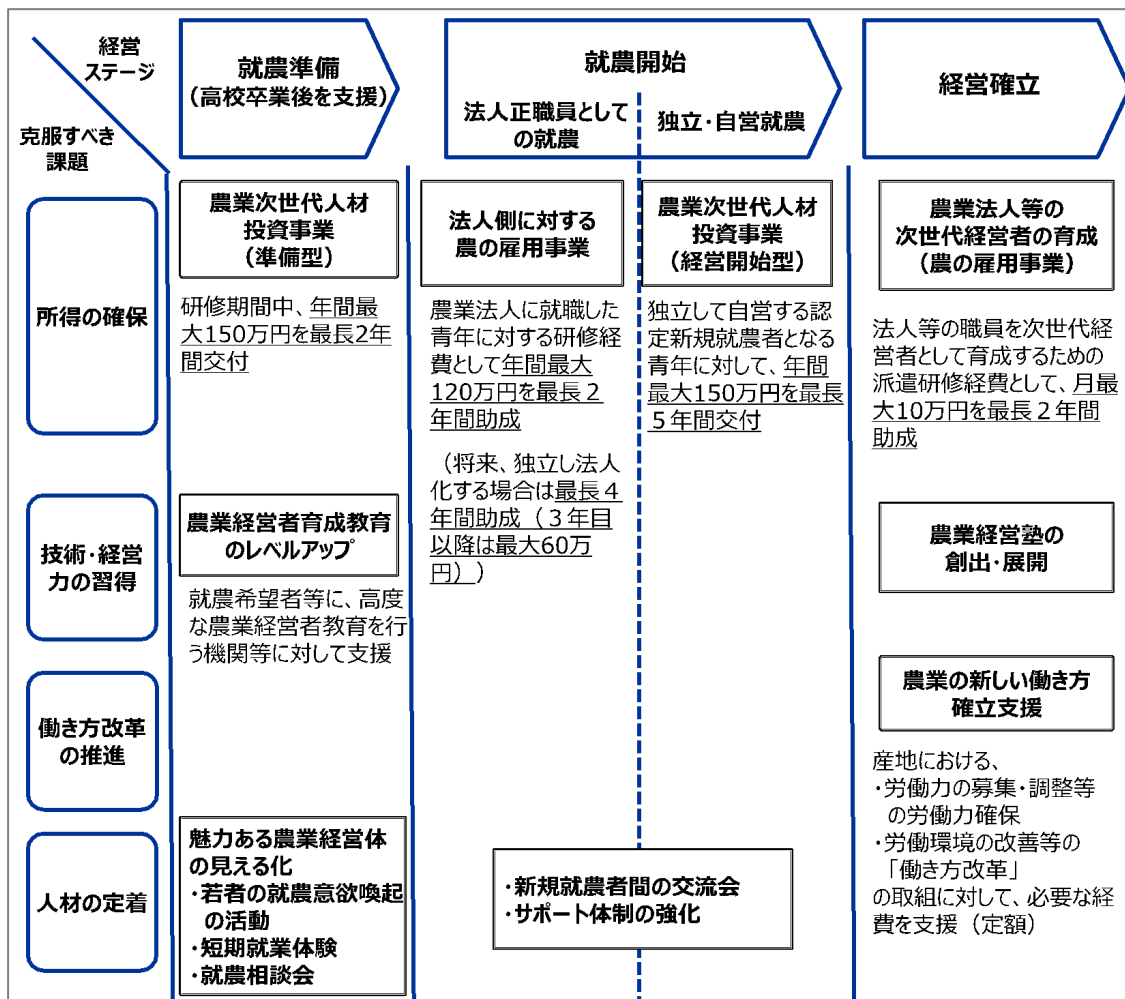 経営
ステージ
克服すべき
課題
就農準備
（高校卒業後を支援）
就農開始
法人正職員として
の就農
独立・自営就農
経営確立
所得の確保
農業次世代人材
投資事業
（準備型）
研修期間中、年間最
大150万円を最長2年
間交付
法人側に対する
農の雇用事業
農業法人に就職した
青年に対する研修経
費として年間最大
120万円を最長２
年間助成
（将来、独立し法人
化する場合は最長４
年間助成（３年目
以降は最大60万
円））
農業次世代人材
投資事業
（経営開始型）
独立して自営する認
定新規就農者となる
青年に対して、年間
最大150万円を最長
５年間交付
農業法人等の
次世代経営者の育成
（農の雇用事業）
法人等の職員を次世代経
営者として育成するための
派遣研修経費として、月最
大10万円を最長２年間
助成
技術・経営
力の習得
農業経営者育成教育
のレベルアップ
就農希望者等に、高度
な農業経営者教育を行
う機関等に対して支援
農業経営塾の
創出・展開
働き方改革
の推進
農業の新しい働き方
確立支援
産地における、
・労働力の募集・調整等
の労働力確保
・労働環境の改善等の
「働き方改革」
の取組に対して、必要な経
費を支援（定額）
人材の定着
魅力ある農業経営体
の見える化
・若者の就農意欲喚起
の活動
・短期就業体験
・就農相談会
・新規就農者間の交流会
・サポート体制の強化